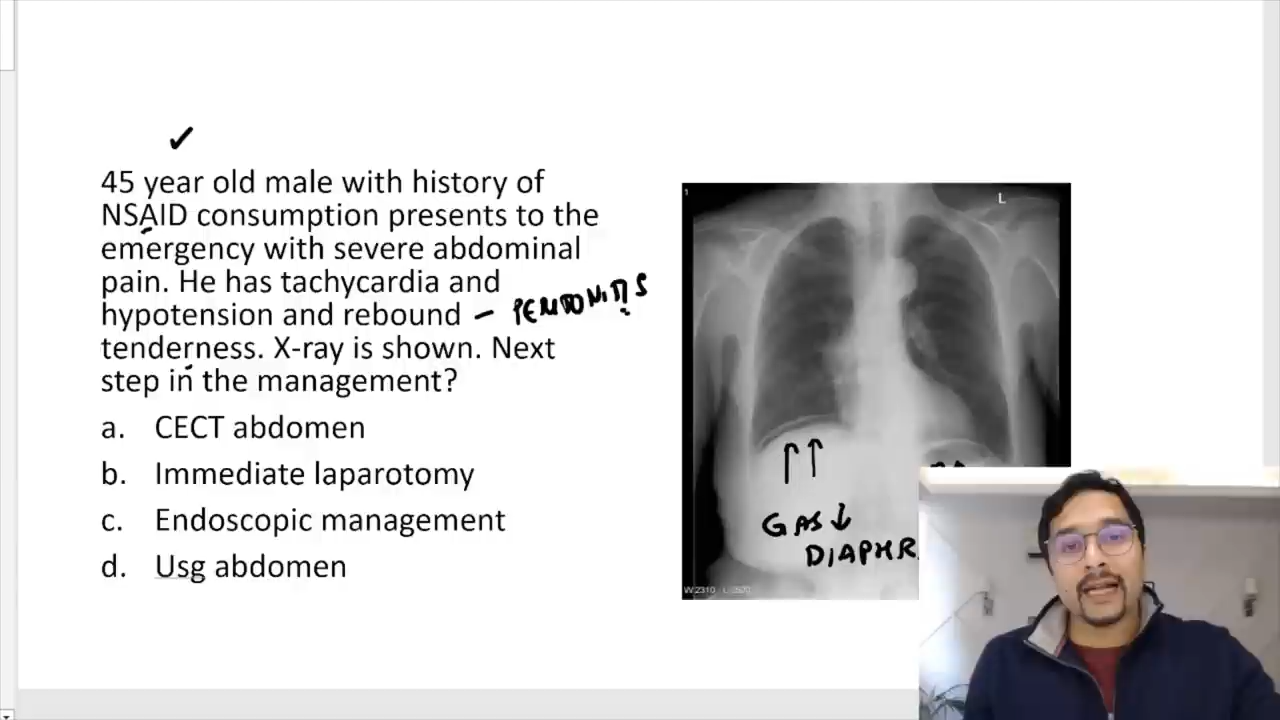 45 year old male with history of
NSAID consumption presents to the
emergency with severe abdominal
pain. He has tachycardia and
hypotension and rebound - PERITONITIS
tenderness. X-ray is shown. Next
step in the management?
a. CECT abdomen
b. Immediate laparotomy
c. Endoscopic management
d. Usg abdomen
1
L
GAS ↓
DIAPHR